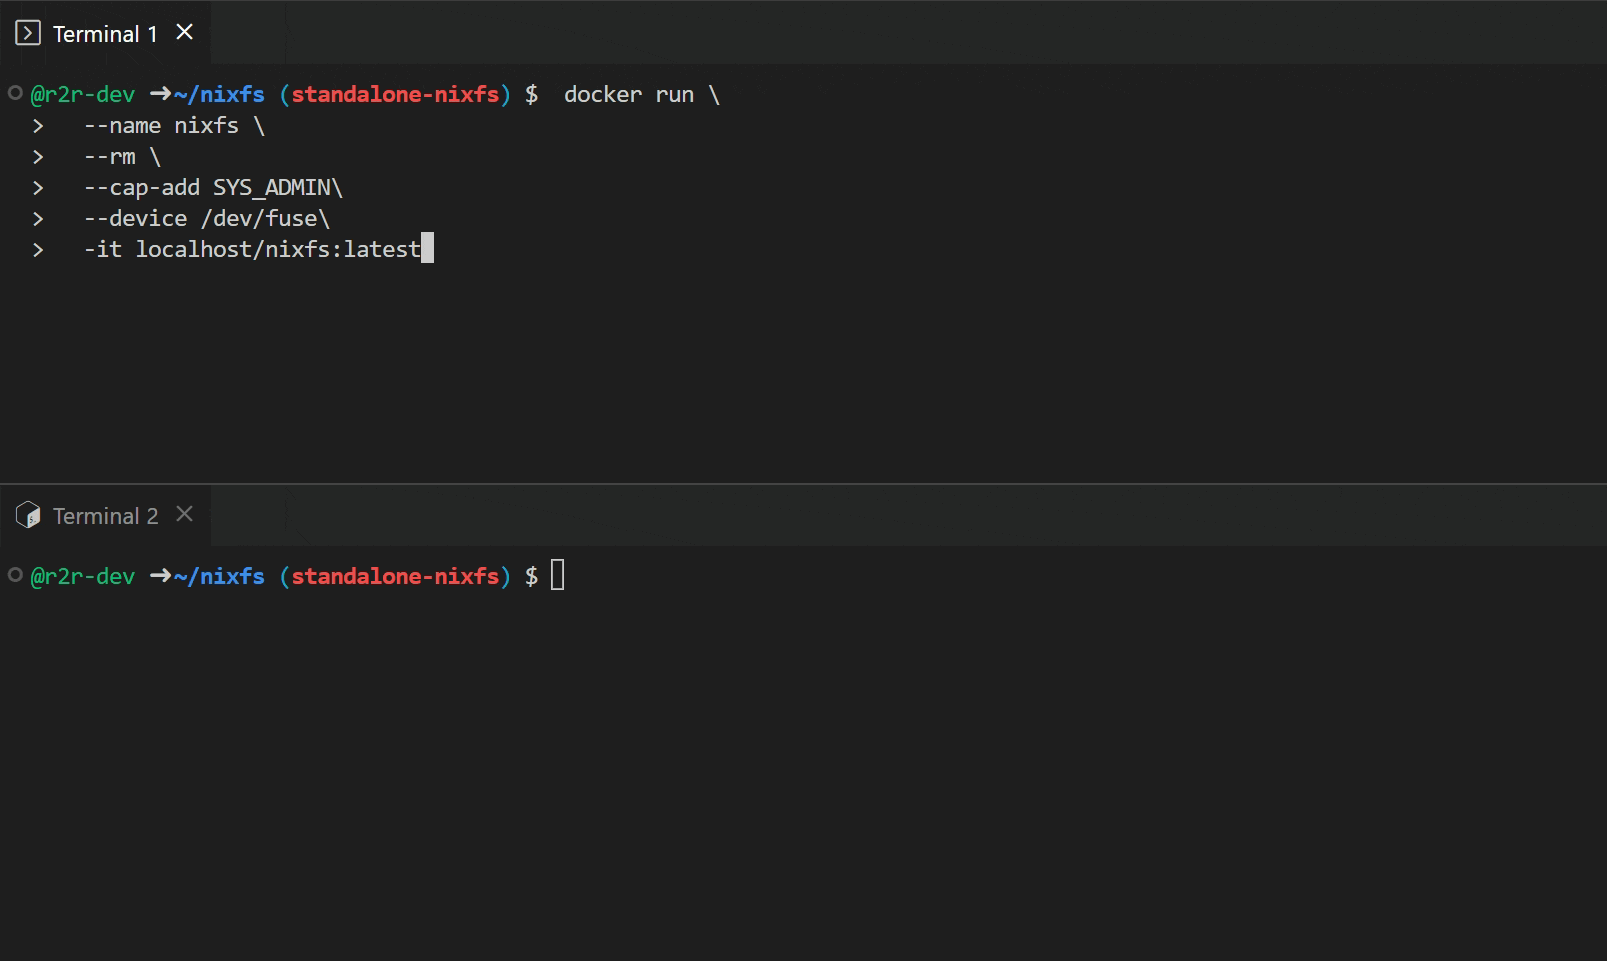 Terminal 1
@r2r-dev ➜ ~/nixfs (standalone-nixfs) $ docker run \
> --name nixfs \
> --rm \
> --cap-add SYS_ADMIN\
> --device /dev/fuse\
> -it localhost/nixfs:latest
Terminal 2
@r2r-dev ➜ ~/nixfs (standalone-nixfs) $